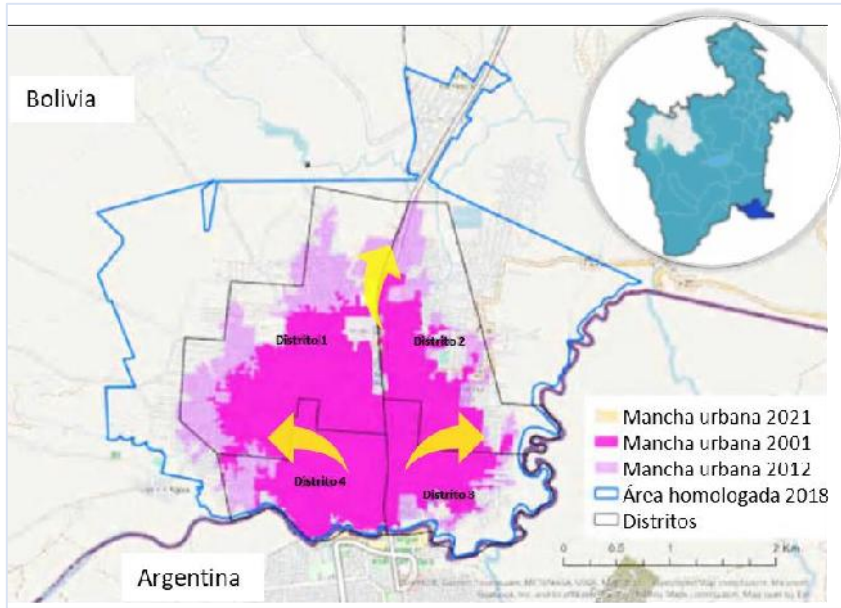 Bolivia
Distrito 1
Distrito 2
Distrito 4
Distrito 3
Mancha urbana 2021
Mancha urbana 2001
Mancha urbana 2012
Área homologada 2018
Distritos
0
0.5
1
2 Km
Argentina